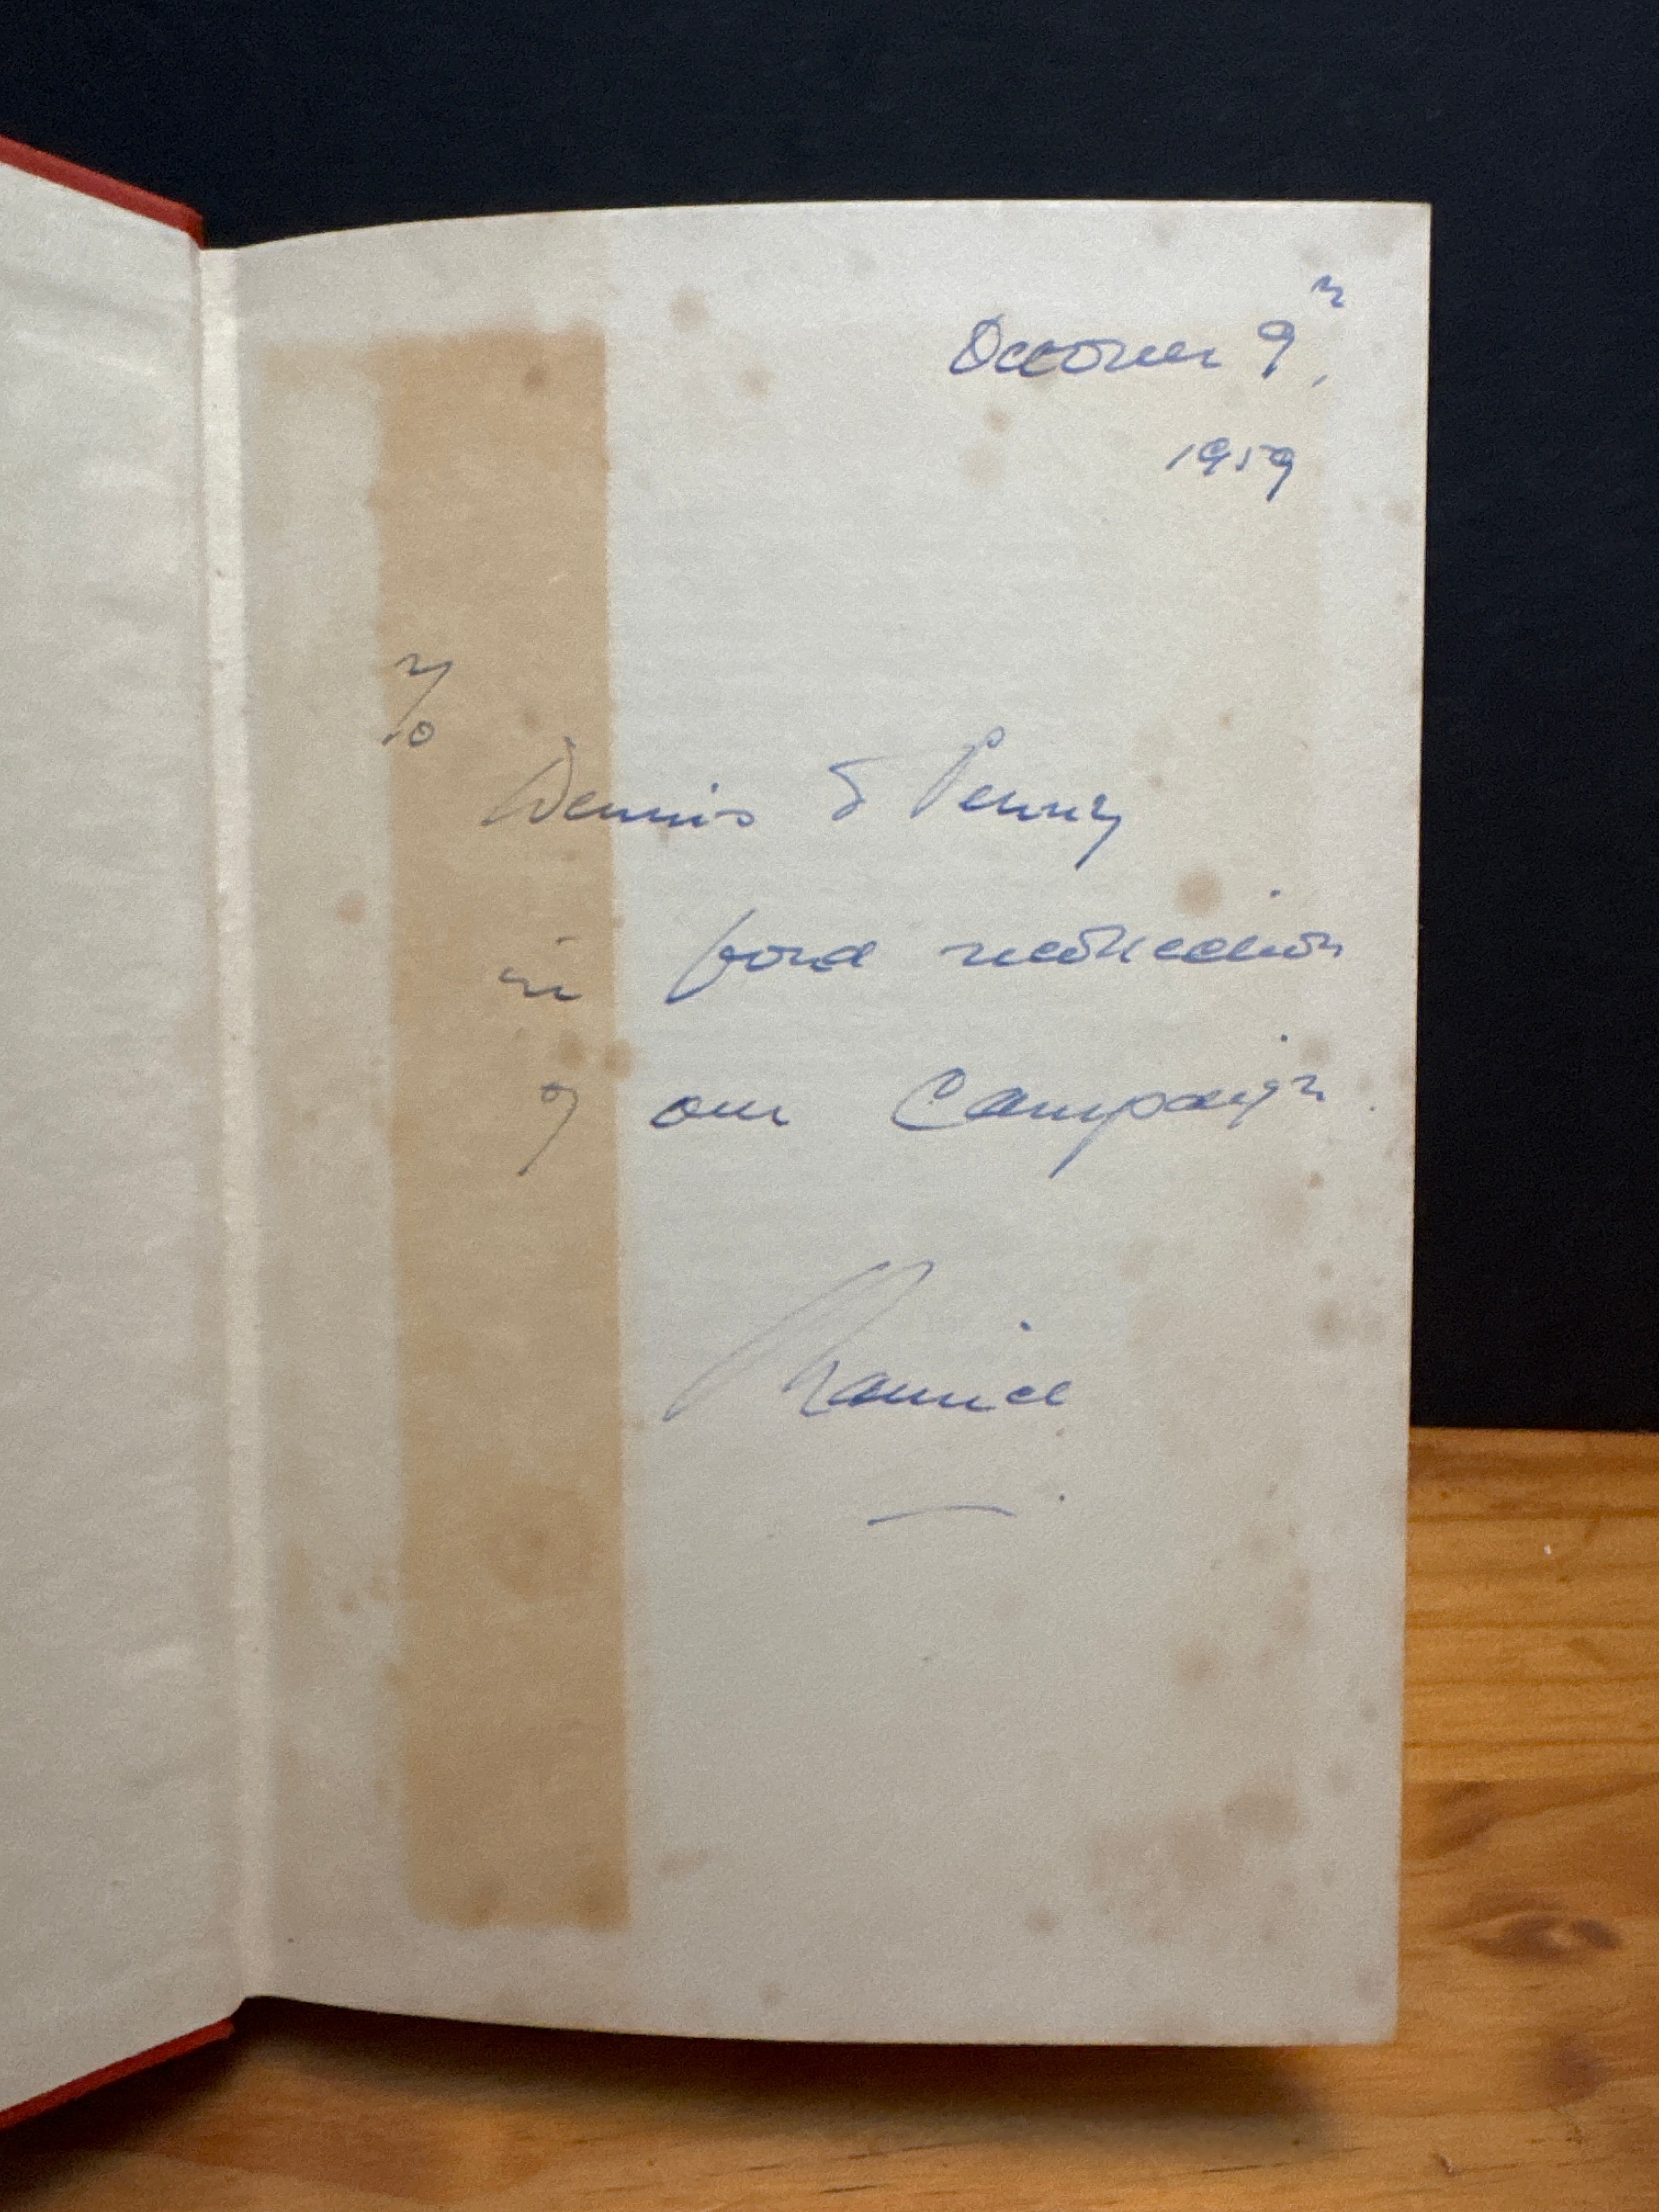 October 9th,
1959
To
Dennis & Penny
in fond recollection
of our Campaign.
Maurice